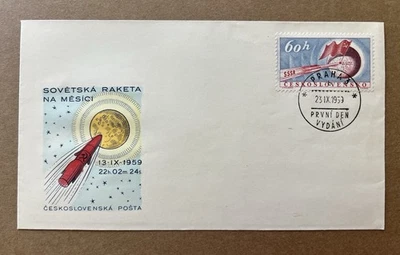 SOVĚTSKÁ RAKETA
NA MĚSÍCI
13·IX·1959
22h. 02m. 24s.
ČESKOSLOVENSKÁ POŠTA
60h
SSSR
ČESKOSLOVENSKO
PRAHA
23.IX.1959
PRVNÍ DEN
VYDÁNÍ